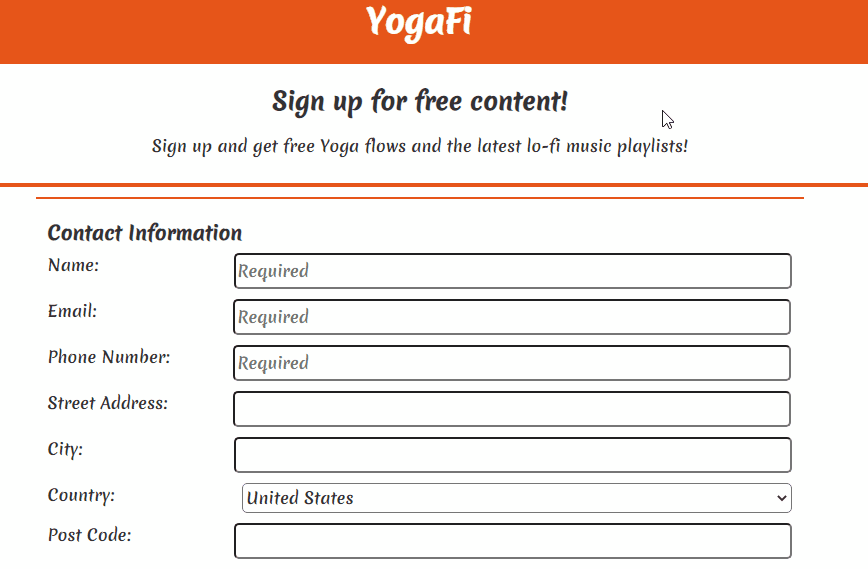 YogaFi
Sign up for free content!
Sign up and get free Yoga flows and the latest lo-fi music playlists!
Contact Information
Name: Required
Email: Required
Phone Number: Required
Street Address:
City:
Country: United States
Post Code: